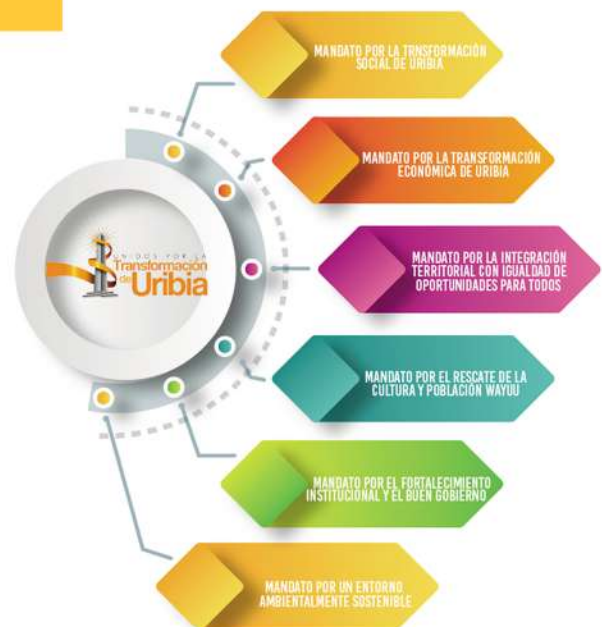 MANDATO POR LA TRNSFORMACIÓN
SOCIAL DE URIBIA
MANDATO POR LA TRANSFORMACIÓN
ECONÓMICA DE URIBIA
UNIDOS POR LA
Transformación
de Uribia
MANDATO POR LA INTEGRACIÓN
TERRITORIAL CON IGUALDAD DE
OPORTUNIDADES PARA TODOS
MANDATO POR EL RESCATE DE LA
CULTURA Y POBLACIÓN WAYUU
MANDATO POR EL FORTALECIMIENTO
INSTITUCIONAL Y EL BUEN GOBIERNO
MANDATO POR UN ENTORNO
AMBIENTALMENTE SOSTENIBLE